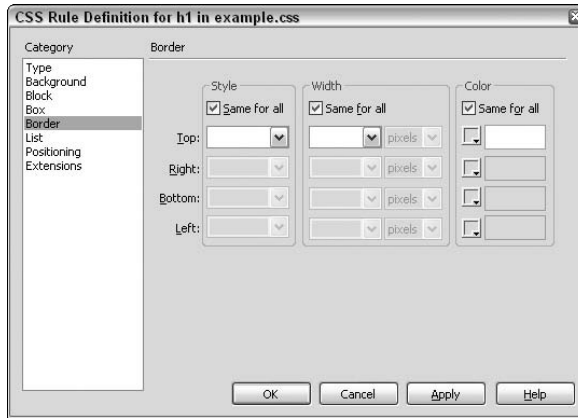 CSS Rule Definition for h1 in example.css
Category
Border
Type
Background
Block
Box
Border
List
Positioning
Extensions
Style
Width
Color
Same for all
Same for all
Same for all
Top:
pixels
Right:
pixels
Bottom:
pixels
Left:
pixels
OK
Cancel
Apply
Help